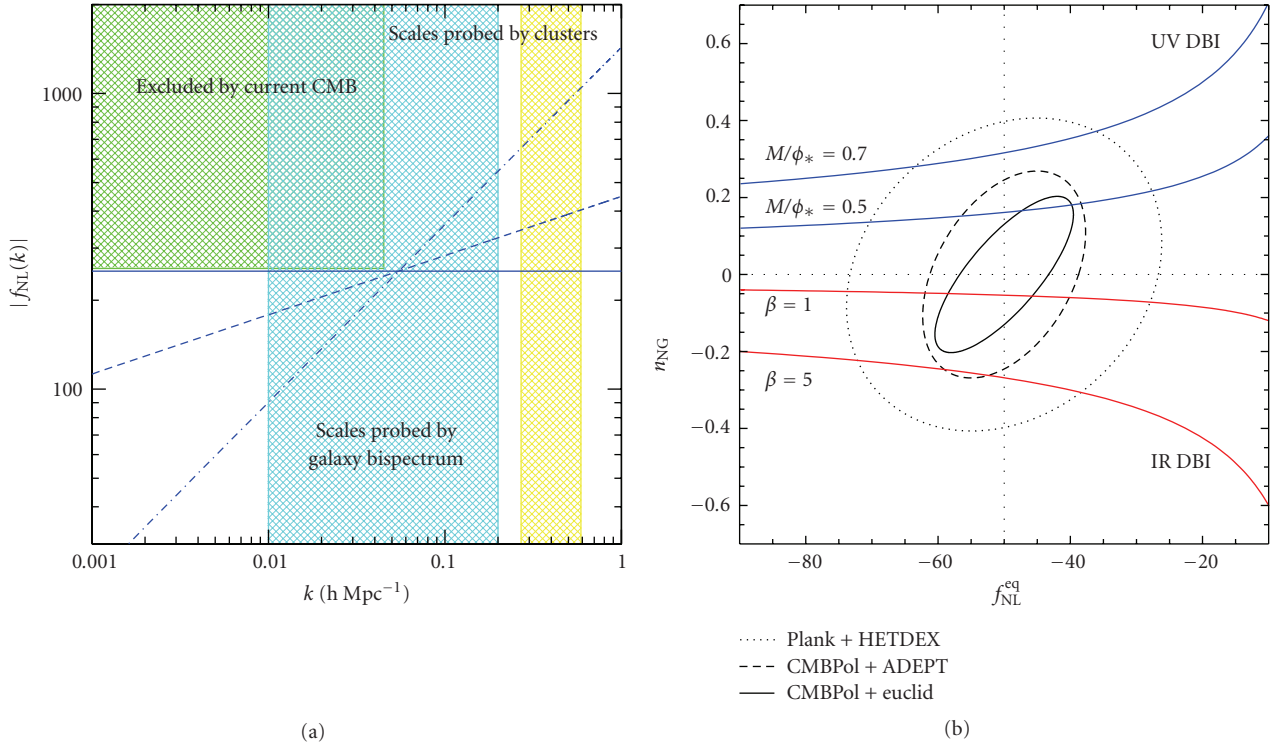 Scales probed by clusters
Excluded by current CMB
1000
100
|f_NL(k)|
Scales probed by
galaxy bispectrum
0.001
0.01
0.1
1
k (h Mpc⁻¹)
(a)
UV DBI
M/ϕ* = 0.7
M/ϕ* = 0.5
β = 1
β = 5
IR DBI
0.6
0.4
0.2
0
−0.2
−0.4
−0.6
n_NG
−80
−60
−40
−20
f_NL^eq
Plank + HETDEX
CMBPol + ADEPT
CMBPol + euclid
(b)